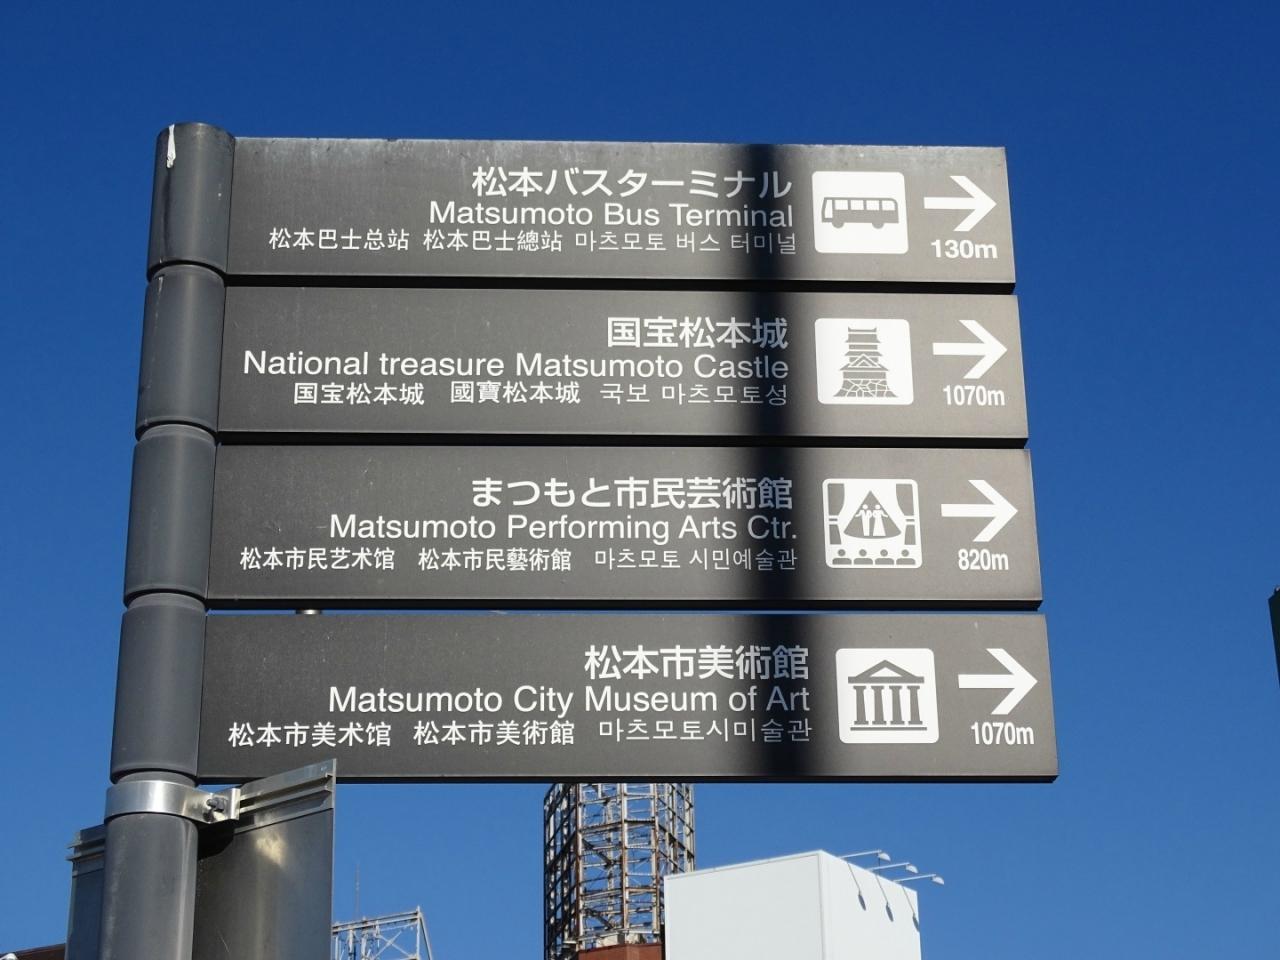 松本バスターミナル
Matsumoto Bus Terminal
松本巴士总站 松本巴士總站 마츠모토 버스 터미널
130m
国宝松本城
National treasure Matsumoto Castle
国宝松本城 國寶松本城 국보 마츠모토성
1070m
まつもと市民芸術館
Matsumoto Performing Arts Ctr.
松本市民艺术馆 松本市民藝術館 마츠모토 시민예술관
820m
松本市美術館
Matsumoto City Museum of Art
松本市美术馆 松本市美術館 마츠모토시미술관
1070m